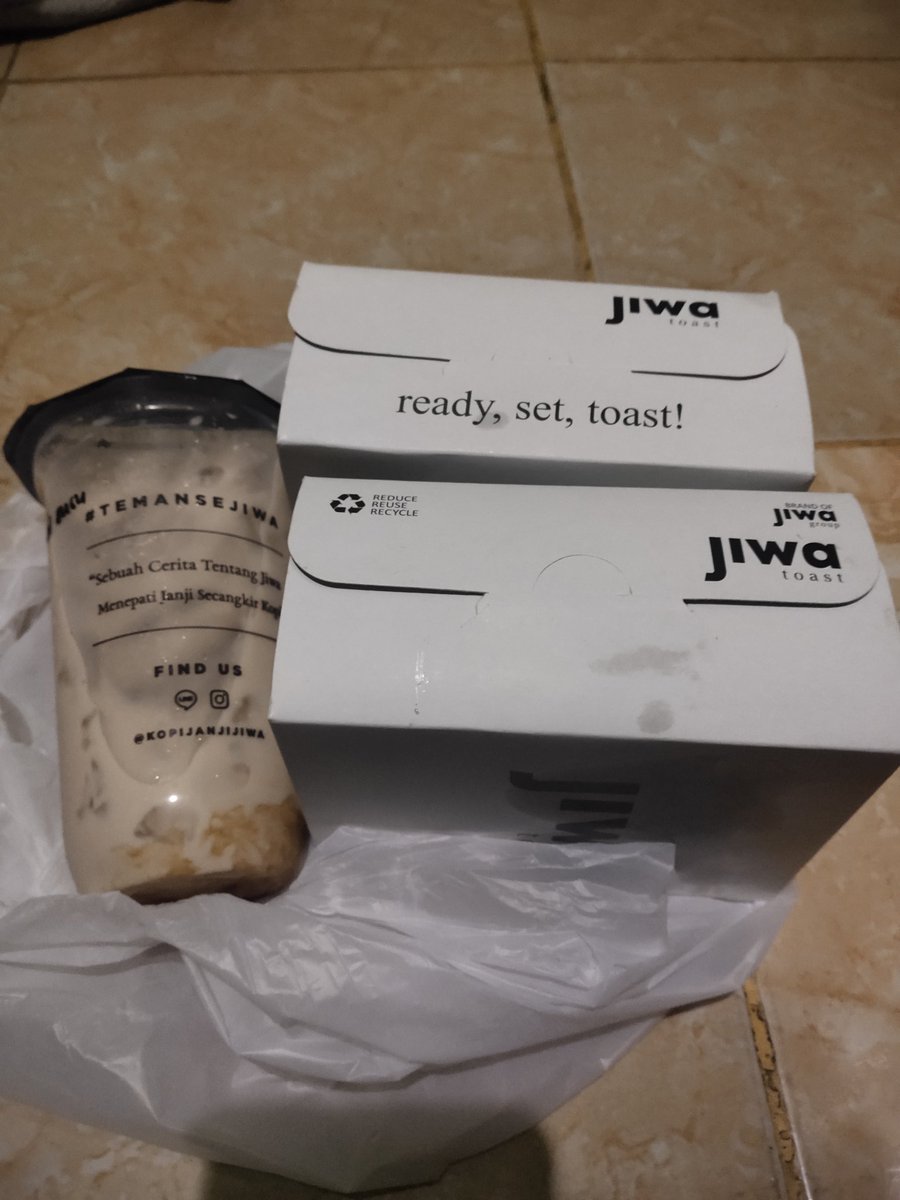 #TEMANSEJIWA
"Sebuah Cerita Tentang Jiwa
Menepati Janji Secangkir Kopi
FIND US
LINE
@KOPIJANJIJIWA
Jiwa
toast
ready, set, toast!
REDUCE
REUSE
RECYCLE
BRAND OF
Jiwa
group
Jiwa
toast